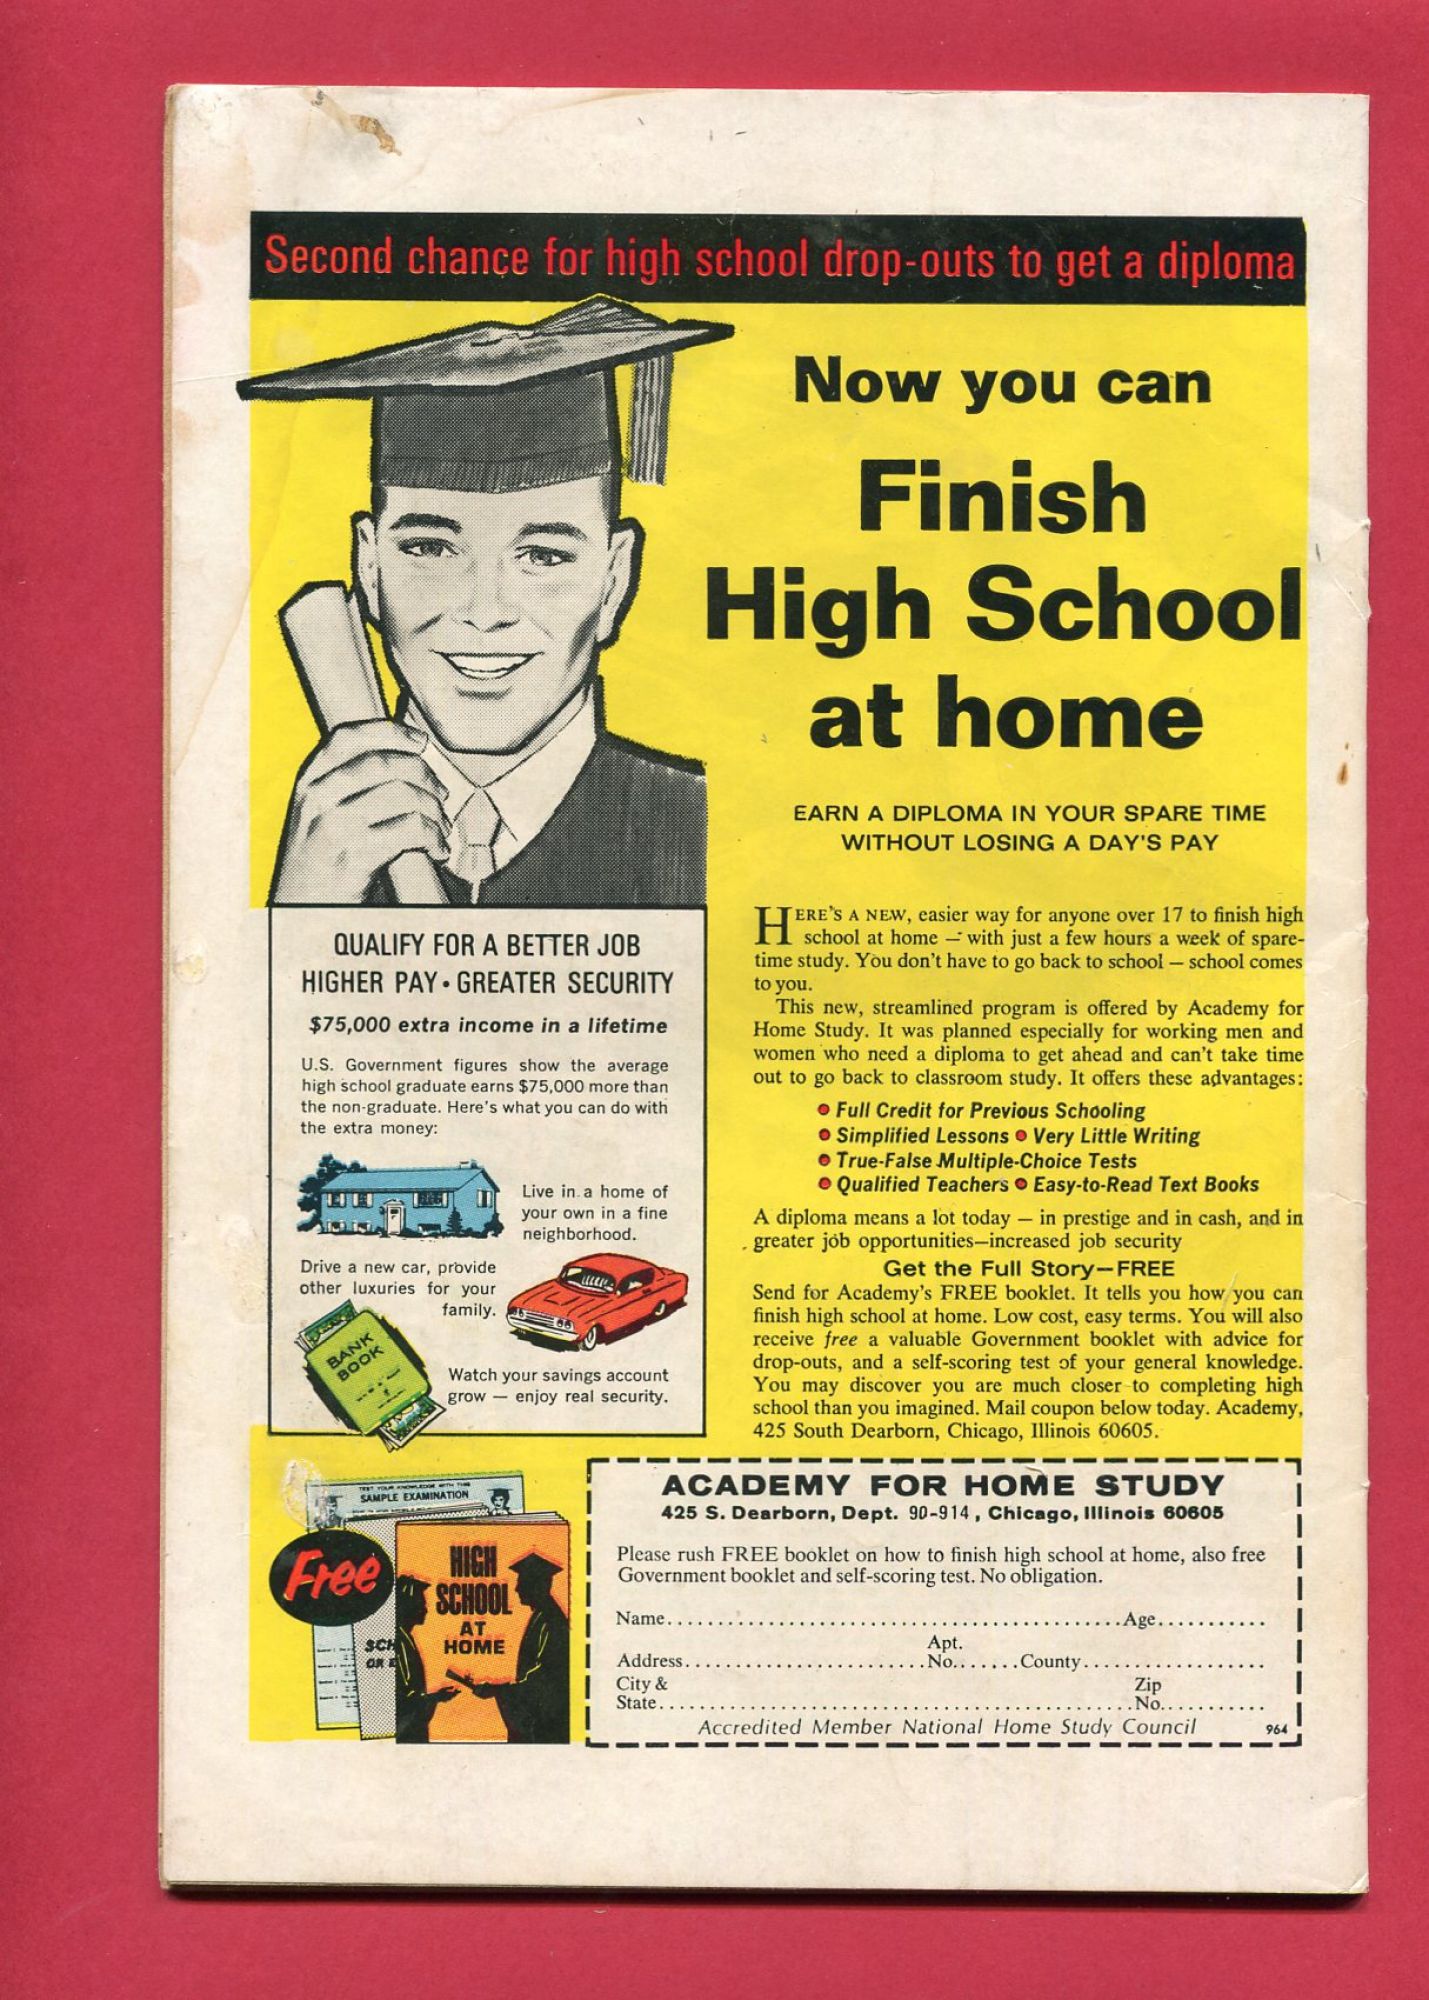 Second chance for high school drop-outs to get a diploma
Now you can
Finish
High School
at home
EARN A DIPLOMA IN YOUR SPARE TIME
WITHOUT LOSING A DAY'S PAY
HERE'S A NEW, easier way for anyone over 17 to finish high
school at home — with just a few hours a week of spare-
time study. You don't have to go back to school — school comes
to you.
This new, streamlined program is offered by Academy for
Home Study. It was planned especially for working men and
women who need a diploma to get ahead and can't take time
out to go back to classroom study. It offers these advantages:
• Full Credit for Previous Schooling
• Simplified Lessons • Very Little Writing
• True-False Multiple-Choice Tests
• Qualified Teachers • Easy-to-Read Text Books
A diploma means a lot today — in prestige and in cash, and in
greater job opportunities—increased job security
Get the Full Story—FREE
Send for Academy's FREE booklet. It tells you how you can
finish high school at home. Low cost, easy terms. You will also
receive free a valuable Government booklet with advice for
drop-outs, and a self-scoring test of your general knowledge.
You may discover you are much closer to completing high
school than you imagined. Mail coupon below today. Academy,
425 South Dearborn, Chicago, Illinois 60605.
QUALIFY FOR A BETTER JOB
HIGHER PAY • GREATER SECURITY
$75,000 extra income in a lifetime
U.S. Government figures show the average
high school graduate earns $75,000 more than
the non-graduate. Here's what you can do with
the extra money:
Live in a home of
your own in a fine
neighborhood.
Drive a new car, provide
other luxuries for your
family.
BANK
BOOK
Watch your savings account
grow — enjoy real security.
TEST YOUR KNOWLEDGE WITH THIS
SAMPLE EXAMINATION
Free
SCH
OR
HIGH
SCHOOL
AT
HOME
ACADEMY FOR HOME STUDY
425 S. Dearborn, Dept. 90-914, Chicago, Illinois 60605
Please rush FREE booklet on how to finish high school at home, also free
Government booklet and self-scoring test. No obligation.
Name Age
Apt.
Address No. County
City & Zip
State No.
Accredited Member National Home Study Council 964